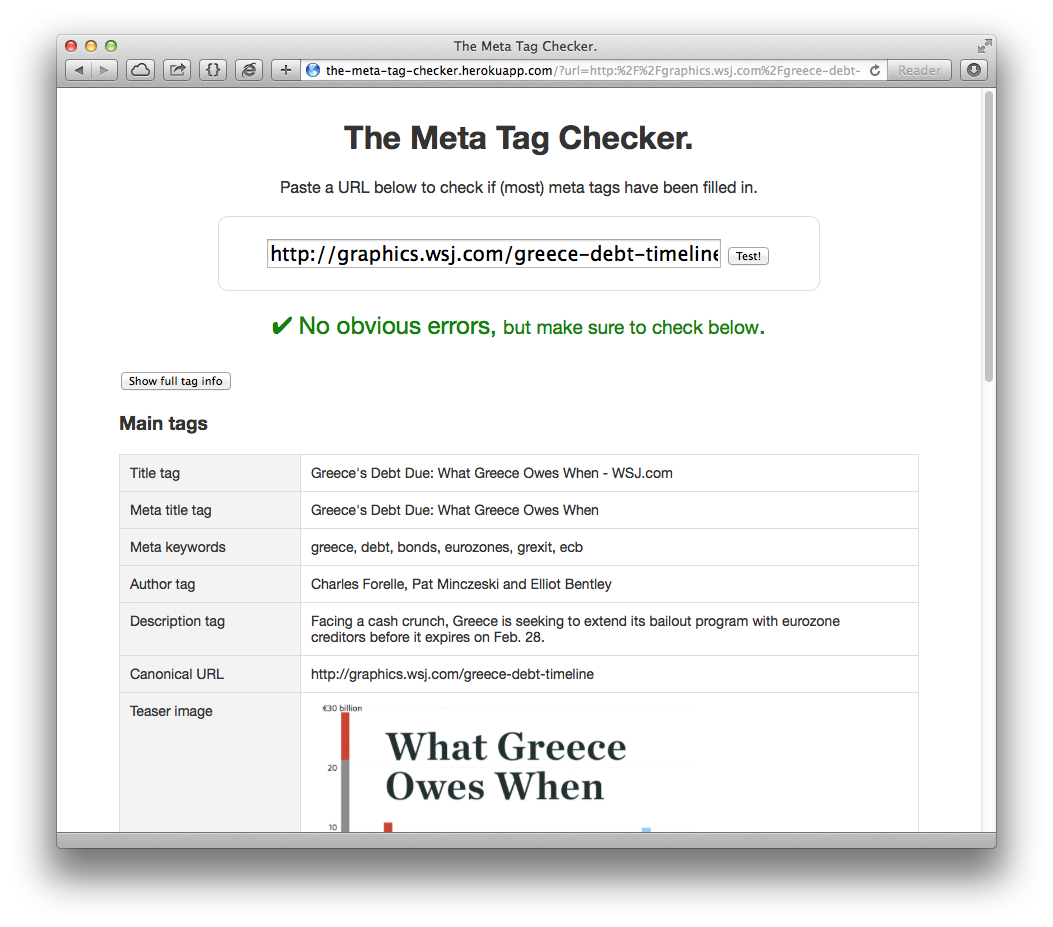 The Meta Tag Checker.
the-meta-tag-checker.herokuapp.com/?url=http:%2F%2Fgraphics.wsj.com%2Fgreece-debt-
Reader
The Meta Tag Checker.
Paste a URL below to check if (most) meta tags have been filled in.
http://graphics.wsj.com/greece-debt-timeline
Test!
✔ No obvious errors, but make sure to check below.
Show full tag info
Main tags
Title tag
Greece's Debt Due: What Greece Owes When - WSJ.com
Meta title tag
Greece's Debt Due: What Greece Owes When
Meta keywords
greece, debt, bonds, eurozones, grexit, ecb
Author tag
Charles Forelle, Pat Minczeski and Elliot Bentley
Description tag
Facing a cash crunch, Greece is seeking to extend its bailout program with eurozone
creditors before it expires on Feb. 28.
Canonical URL
http://graphics.wsj.com/greece-debt-timeline
Teaser image
€30 billion
What Greece
20
Owes When
10